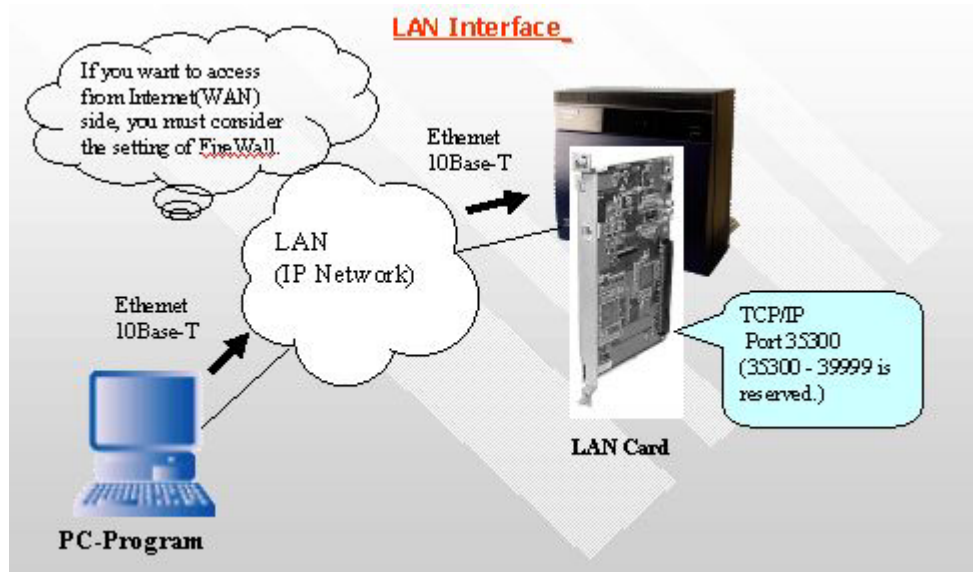 LAN Interface_
If you want to access
from Internet(WAN)
side, you must consider
the setting of FireWall.
Ethernet
10Base-T
LAN
(IP Network)
Ethernet
10Base-T
TCP/IP
Port 35300
(35300 - 39999 is
reserved.)
LAN Card
PC-Program